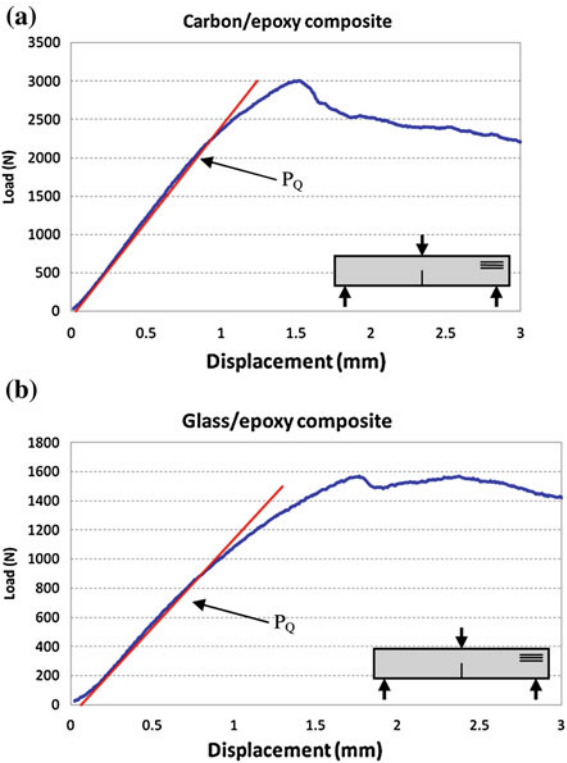 (a)
Carbon/epoxy composite
3500
3000
2500
2000
1500
1000
500
0
Load (N)
P_Q
0 0.5 1 1.5 2 2.5 3
Displacement (mm)
(b)
Glass/epoxy composite
1800
1600
1400
1200
1000
800
600
400
200
0
Load (N)
P_Q
0 0.5 1 1.5 2 2.5 3
Displacement (mm)